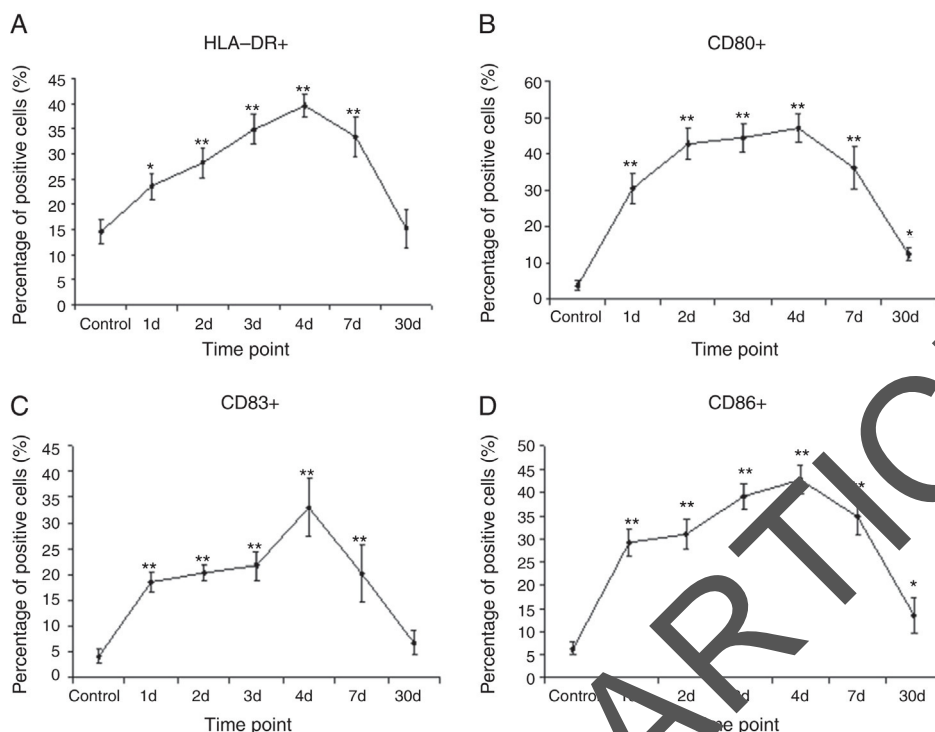 A
HLA–DR+
Percentage of positive cells (%)
45
40
35
30
25
20
15
10
5
0
* ** ** ** **
Control 1d 2d 3d 4d 7d 30d
Time point
B
CD80+
Percentage of positive cells (%)
60
50
40
30
20
10
0
** ** ** ** ** *
Control 1d 2d 3d 4d 7d 30d
Time point
C
CD83+
Percentage of positive cells (%)
45
40
35
30
25
20
15
10
5
0
** ** ** ** **
Control 1d 2d 3d 4d 7d 30d
Time point
D
CD86+
Percentage of positive cells (%)
50
45
40
35
30
25
20
15
10
5
0
** ** ** ** *
Control 2d 4d 7d 30d
point
ARTIC